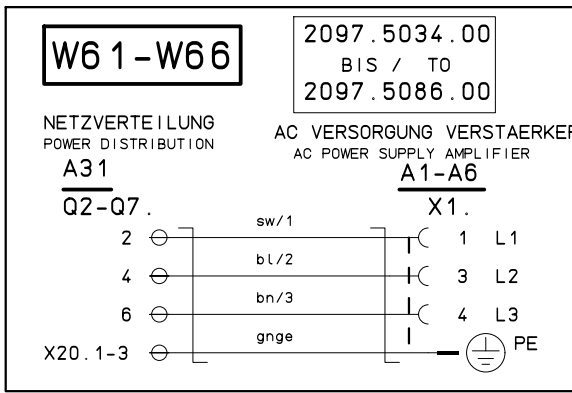 W61-W66
2097.5034.00
BIS / TO
2097.5086.00
NETZVERTEILUNG
POWER DISTRIBUTION
AC VERSORGUNG VERSTAERKER
AC POWER SUPPLY AMPLIFIER
A31
A1-A6
Q2-Q7.
X1.
2 sw/1 1 L1
4 bl/2 3 L2
6 bn/3 4 L3
X20.1-3 gnge PE